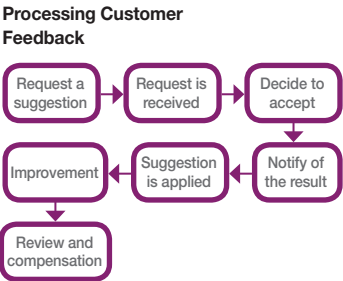 Processing Customer
Feedback
Request a
suggestion
Request is
received
Decide to
accept
Notify of
the result
Suggestion
is applied
Improvement
Review and
compensation